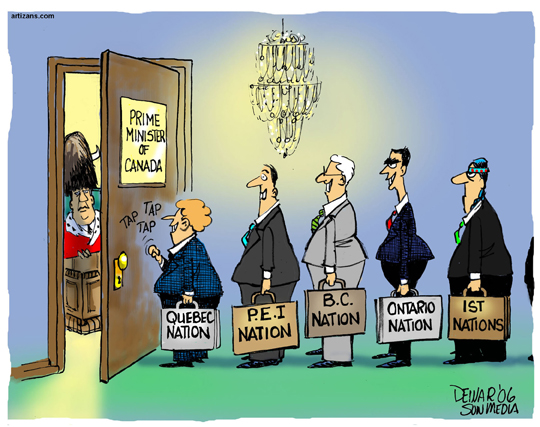 artizans.com
PRIME
MINISTER
OF
CANADA
TAP TAP
TAP
QUEBEC
NATION
P.E.I
NATION
B.C.
NATION
ONTARIO
NATION
1ST
NATIONS
DEWAR '06
SUN MEDIA